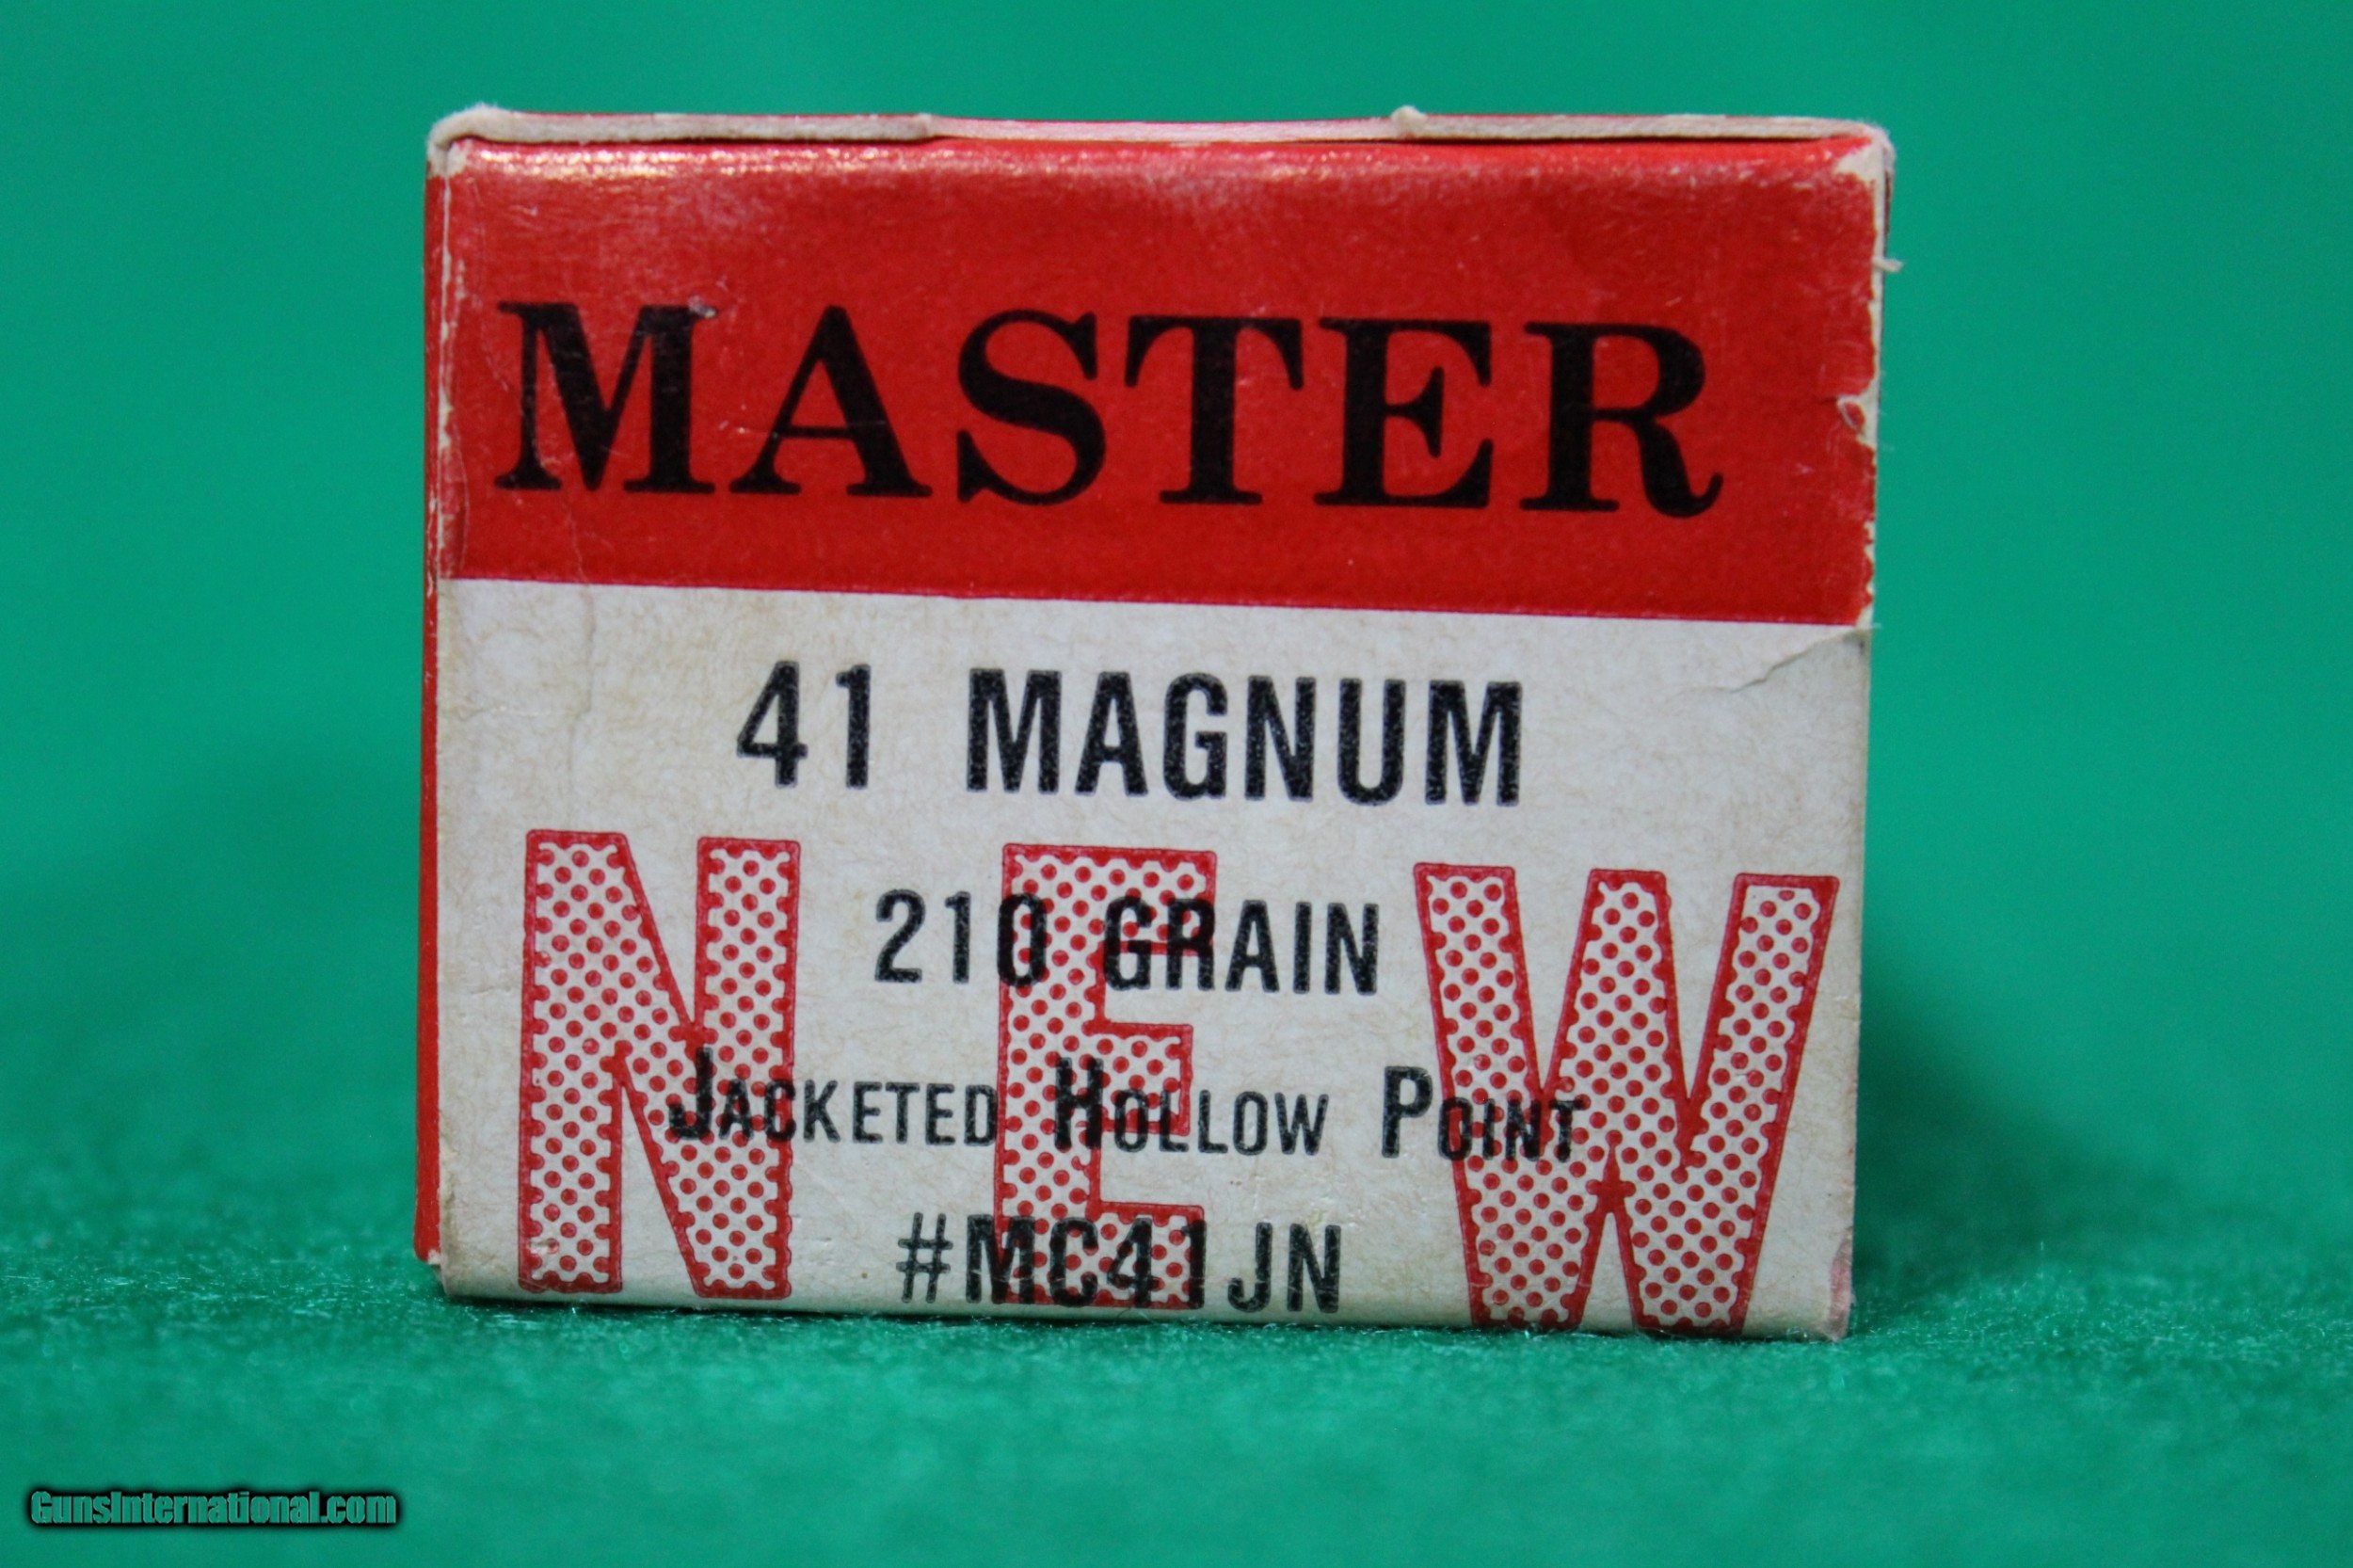 MASTER
41 MAGNUM
NEW
210 GRAIN
JACKETED HOLLOW POINT
#MC41JN
GunsInternational.com